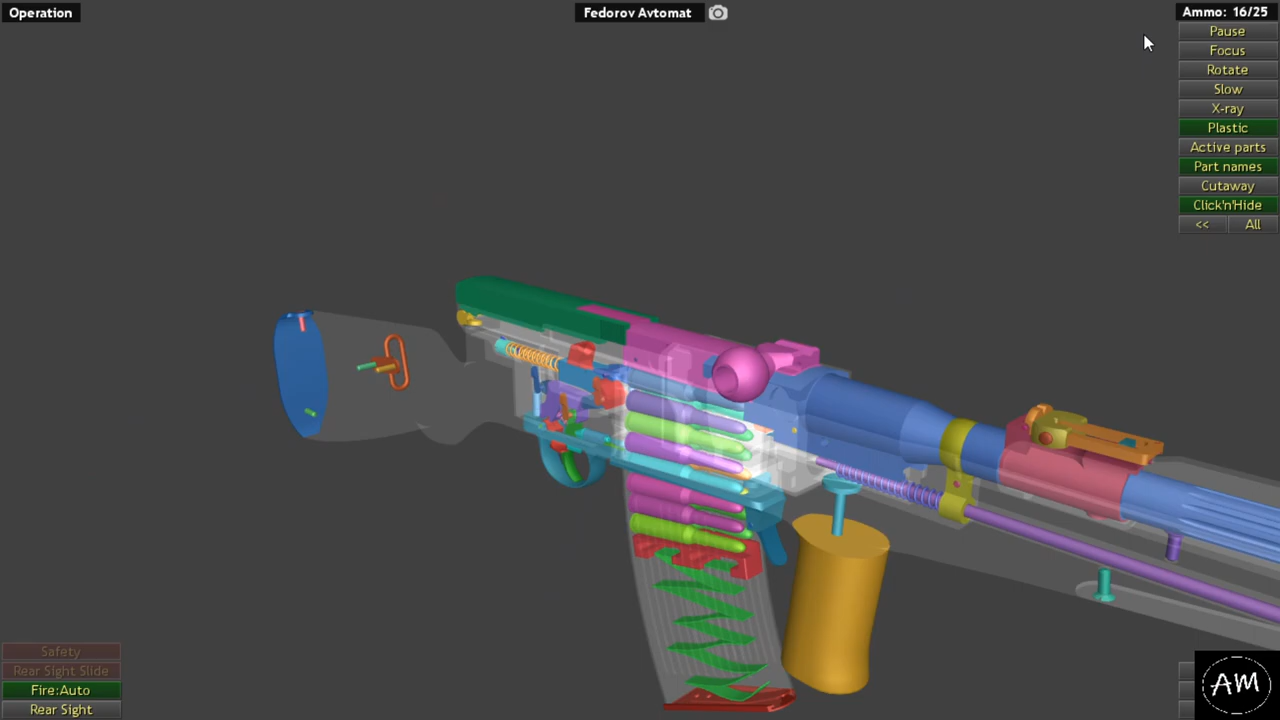 Operation
Fedorov Avtomat
Ammo: 16/25
Pause
Focus
Rotate
Slow
X-ray
Plastic
Active parts
Part names
Cutaway
Click'n'Hide
<< All
Safety
Rear Sight Slide
Fire:Auto
Rear Sight
AM